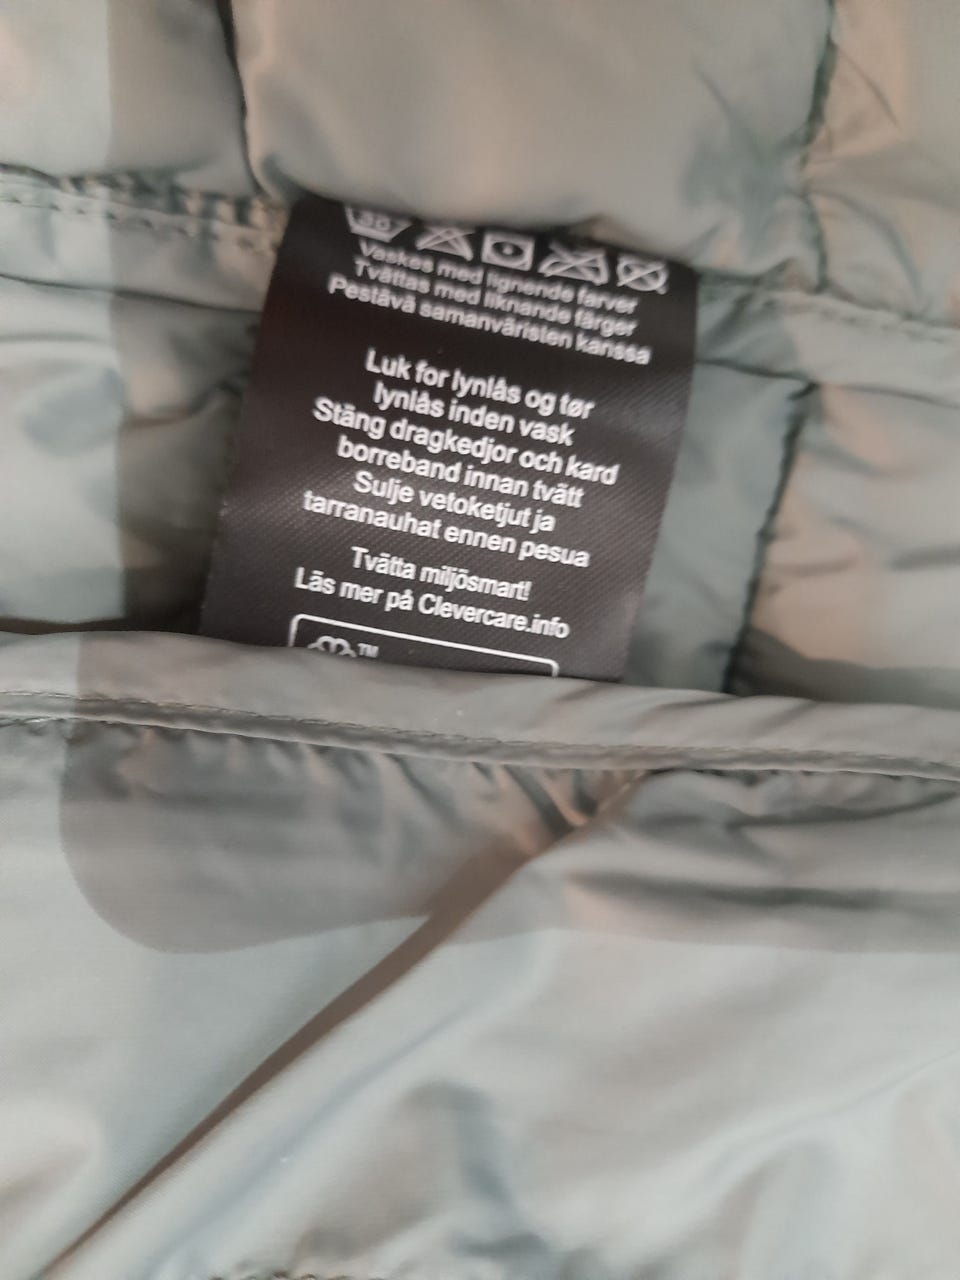 30
Vaskes med lignende farver
Tvättas med liknande färger
Pestävä samanväristen kanssa
Luk for lynlås og tør
lynlås inden vask
Stäng dragkedjor och kard
borreband innan tvätt
Sulje vetoketjut ja
tarranauhat ennen pesua
Tvätta miljösmart!
Läs mer på Clevercare.info
TM